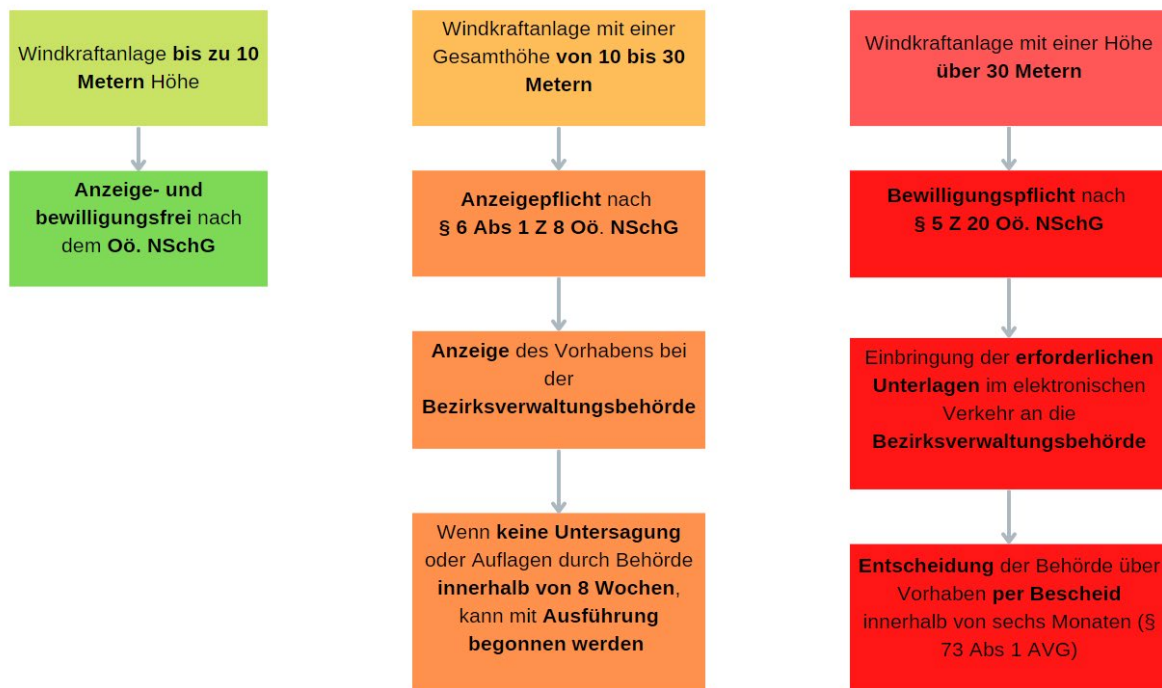 Windkraftanlage bis zu 10
Metern Höhe
Anzeige- und
bewilligungsfrei nach
dem Oö. NSchG
Windkraftanlage mit einer
Gesamthöhe von 10 bis 30
Metern
Anzeigepflicht nach
§ 6 Abs 1 Z 8 Oö. NSchG
Anzeige des Vorhabens bei
der
Bezirksverwaltungsbehörde
Wenn keine Untersagung
oder Auflagen durch Behörde
innerhalb von 8 Wochen,
kann mit Ausführung
begonnen werden
Windkraftanlage mit einer Höhe
über 30 Metern
Bewilligungspflicht nach
§ 5 Z 20 Oö. NSchG
Einbringung der erforderlichen
Unterlagen im elektronischen
Verkehr an die
Bezirksverwaltungsbehörde
Entscheidung der Behörde über
Vorhaben per Bescheid
innerhalb von sechs Monaten (§
73 Abs 1 AVG)